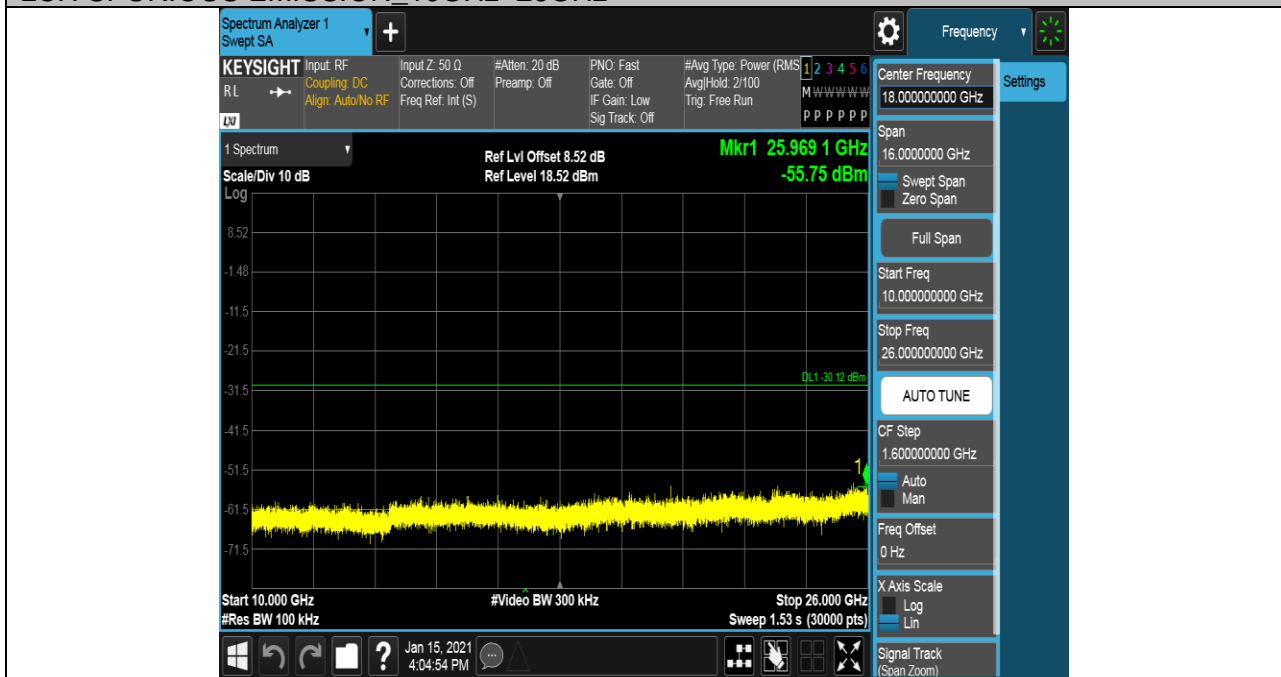 Spectrum Analyzer 1
Swept SA
Frequency
KEYSIGHT
RL
LXI
Input: RF
Coupling: DC
Align: Auto/No RF
Input Z: 50 Ω
Corrections: Off
Freq Ref: Int (S)
#Atten: 20 dB
Preamp: Off
PNO: Fast
Gate: Off
IF Gain: Low
Sig Track: Off
#Avg Type: Power (RMS
Avg|Hold: 2/100
Trig: Free Run
1 2 3 4 5 6
M W W W W W
P P P P P P
Center Frequency
18.000000000 GHz
Settings
Span
16.0000000 GHz
Swept Span
Zero Span
Full Span
Start Freq
10.000000000 GHz
Stop Freq
26.000000000 GHz
AUTO TUNE
CF Step
1.600000000 GHz
Auto
Man
Freq Offset
0 Hz
X Axis Scale
Log
Lin
Signal Track
(Span Zoom)
1 Spectrum
Scale/Div 10 dB
Log
Ref Lvl Offset 8.52 dB
Ref Level 18.52 dBm
Mkr1 25.969 1 GHz
-55.75 dBm
8.52
-1.48
-11.5
-21.5
DL1 -30.12 dBm
-31.5
-41.5
-51.5
1
-61.5
-71.5
Start 10.000 GHz
#Res BW 100 kHz
#Video BW 300 kHz
Stop 26.000 GHz
Sweep 1.53 s (30000 pts)
?
Jan 15, 2021
4:04:54 PM